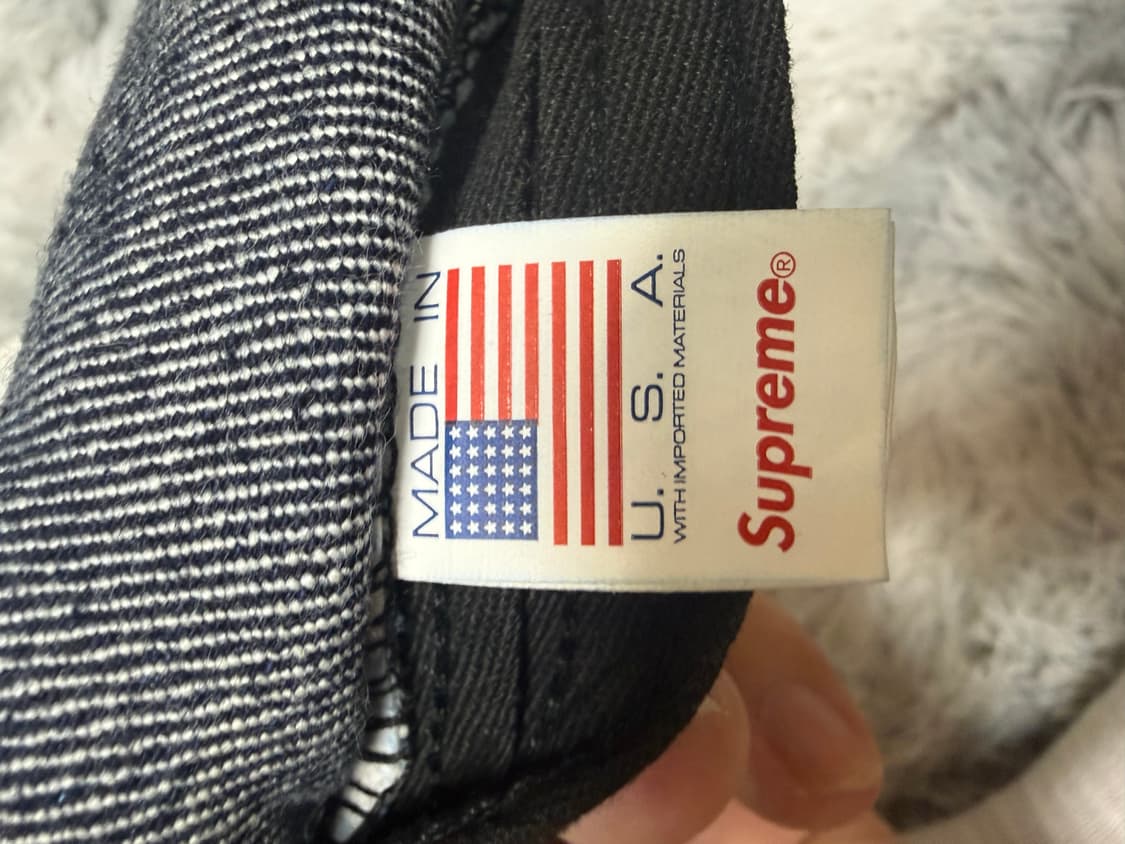 MADE IN
U. S. A.
WITH IMPORTED MATERIALS
Supreme®